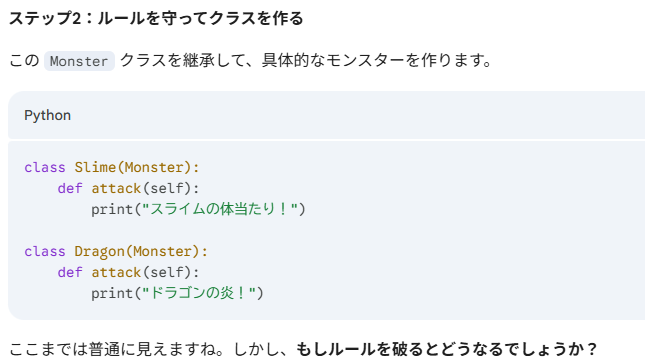 ステップ2：ルールを守ってクラスを作る
この Monster クラスを継承して、具体的なモンスターを作ります。
Python
class Slime(Monster):
    def attack(self):
        print("スライムの体当たり！")
class Dragon(Monster):
    def attack(self):
        print("ドラゴンの炎！")
ここまでは普通に見えますね。しかし、もしルールを破るとどうなるでしょうか？